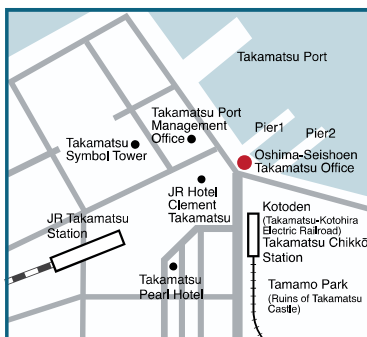 Takamatsu Port
Takamatsu Port
Management
Office
Pier1
Pier2
Takamatsu
Symbol Tower
Oshima-Seishoen
Takamatsu Office
JR Hotel
Clement
Takamatsu
Kotoden
(Takamatsu-Kotohira
Electric Railroad)
Takamatsu Chikkō
Station
JR Takamatsu
Station
Takamatsu
Pearl Hotel
Tamamo Park
(Ruins of Takamatsu
Castle)